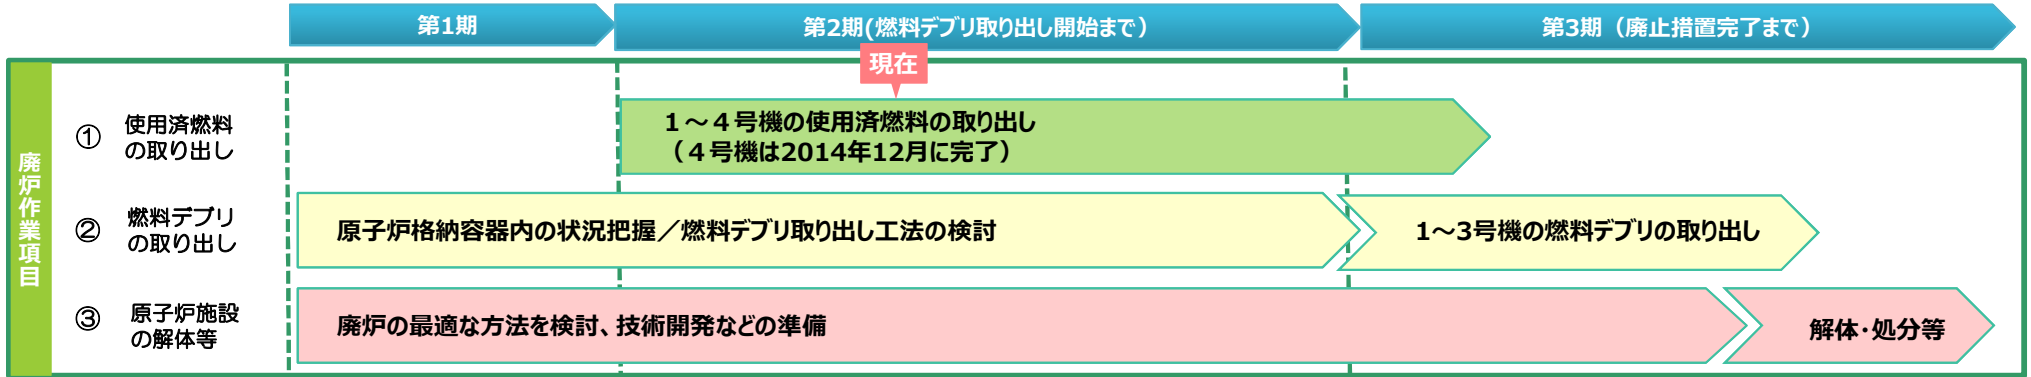 第1期
第2期(燃料デブリ取り出し開始まで)
第3期（廃止措置完了まで）
現在
廃炉作業項目
①
使用済燃料
の取り出し
１～４号機の使用済燃料の取り出し
（４号機は2014年12月に完了）
②
燃料デブリ
の取り出し
原子炉格納容器内の状況把握／燃料デブリ取り出し工法の検討
1～3号機の燃料デブリの取り出し
③
原子炉施設
の解体等
廃炉の最適な方法を検討、技術開発などの準備
解体・処分等